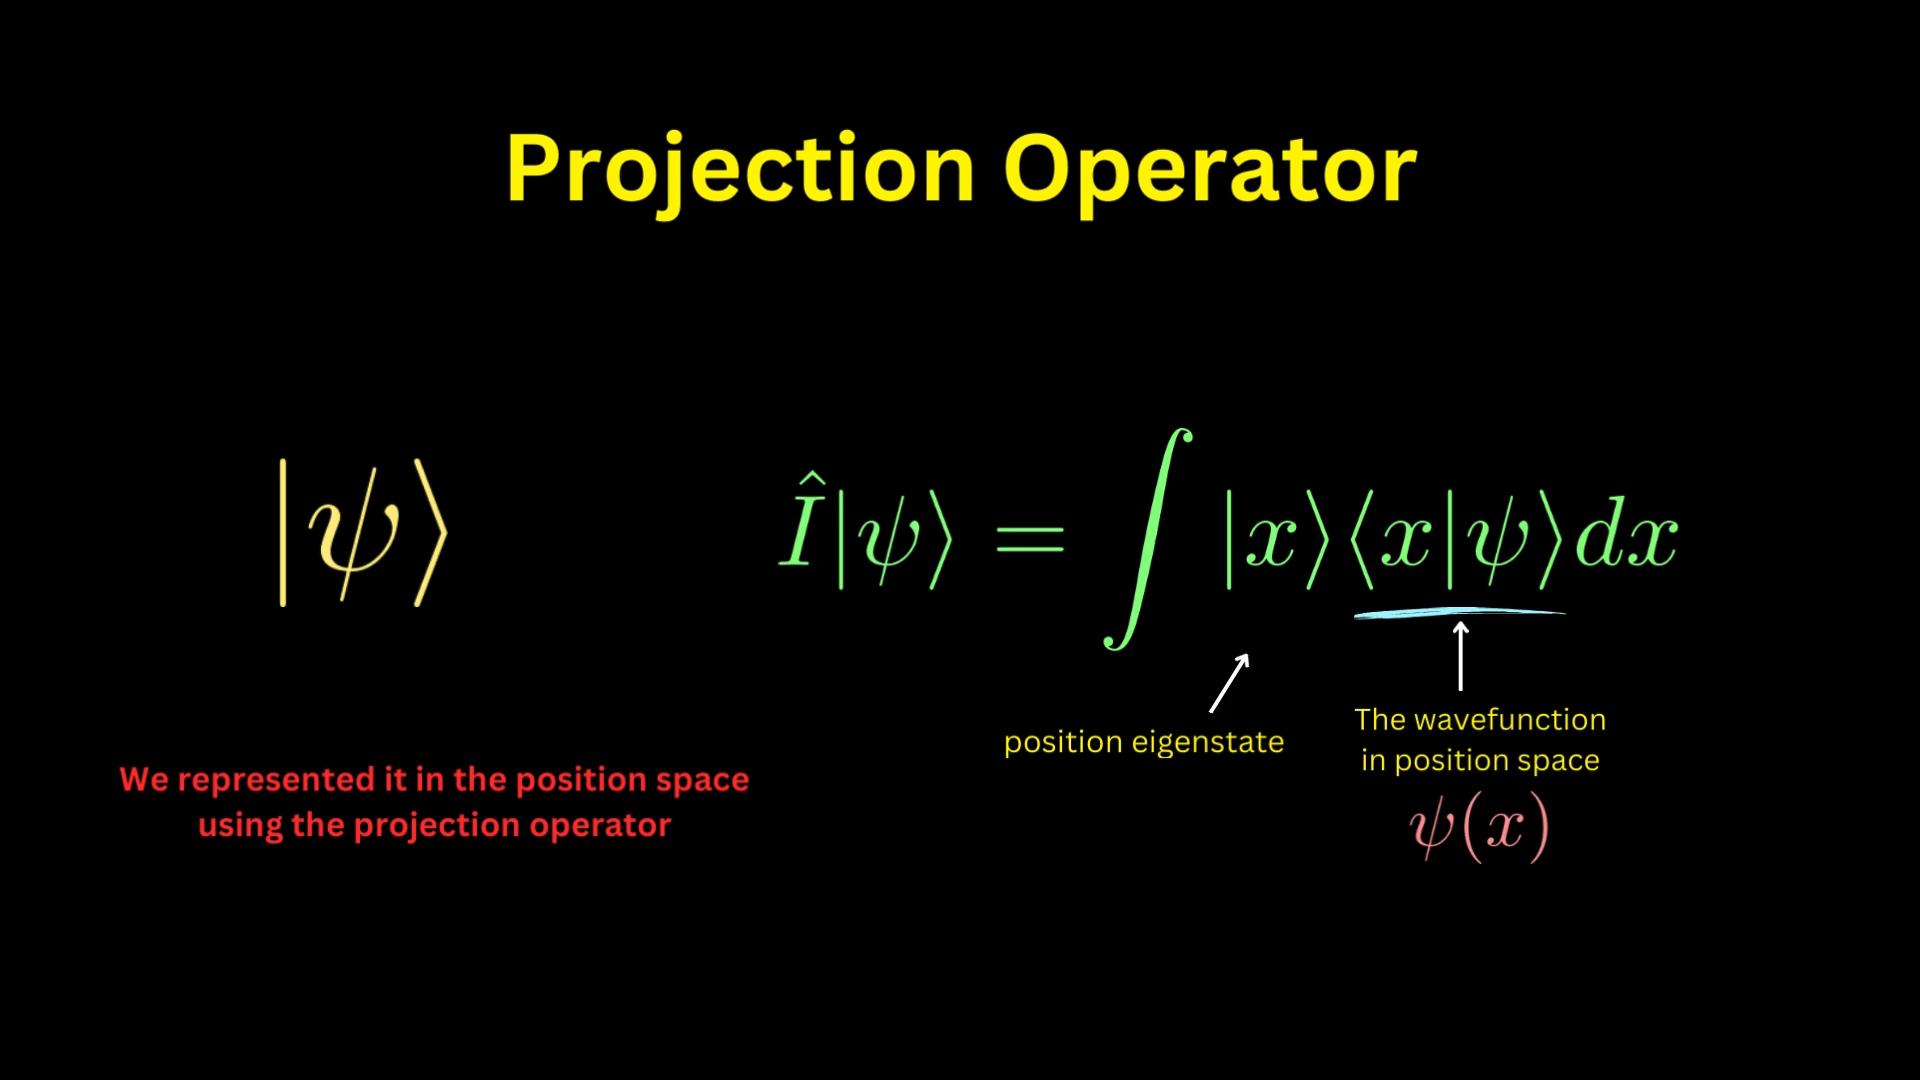 Projection Operator
|ψ⟩
Î|ψ⟩ = ∫ |x⟩⟨x|ψ⟩dx
position eigenstate
The wavefunction
in position space
ψ(x)
We represented it in the position space
using the projection operator